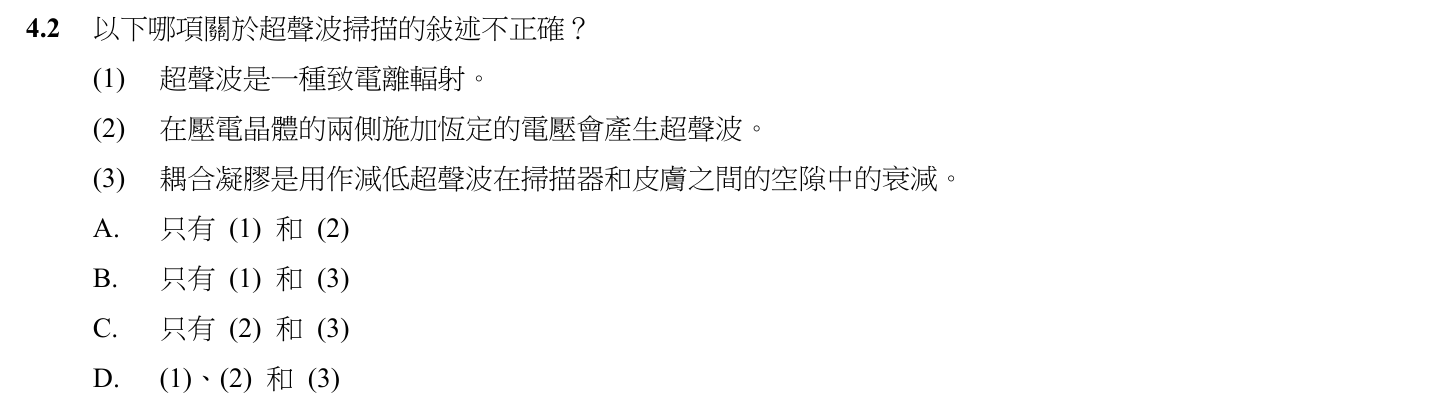 4.2 以下哪項關於超聲波掃描的敍述不正確？
(1) 超聲波是一種致電離輻射。
(2) 在壓電晶體的兩側施加恆定的電壓會產生超聲波。
(3) 耦合凝膠是用作減低超聲波在掃描器和皮膚之間的空隙中的衰減。
A. 只有 (1) 和 (2)
B. 只有 (1) 和 (3)
C. 只有 (2) 和 (3)
D. (1)、(2) 和 (3)